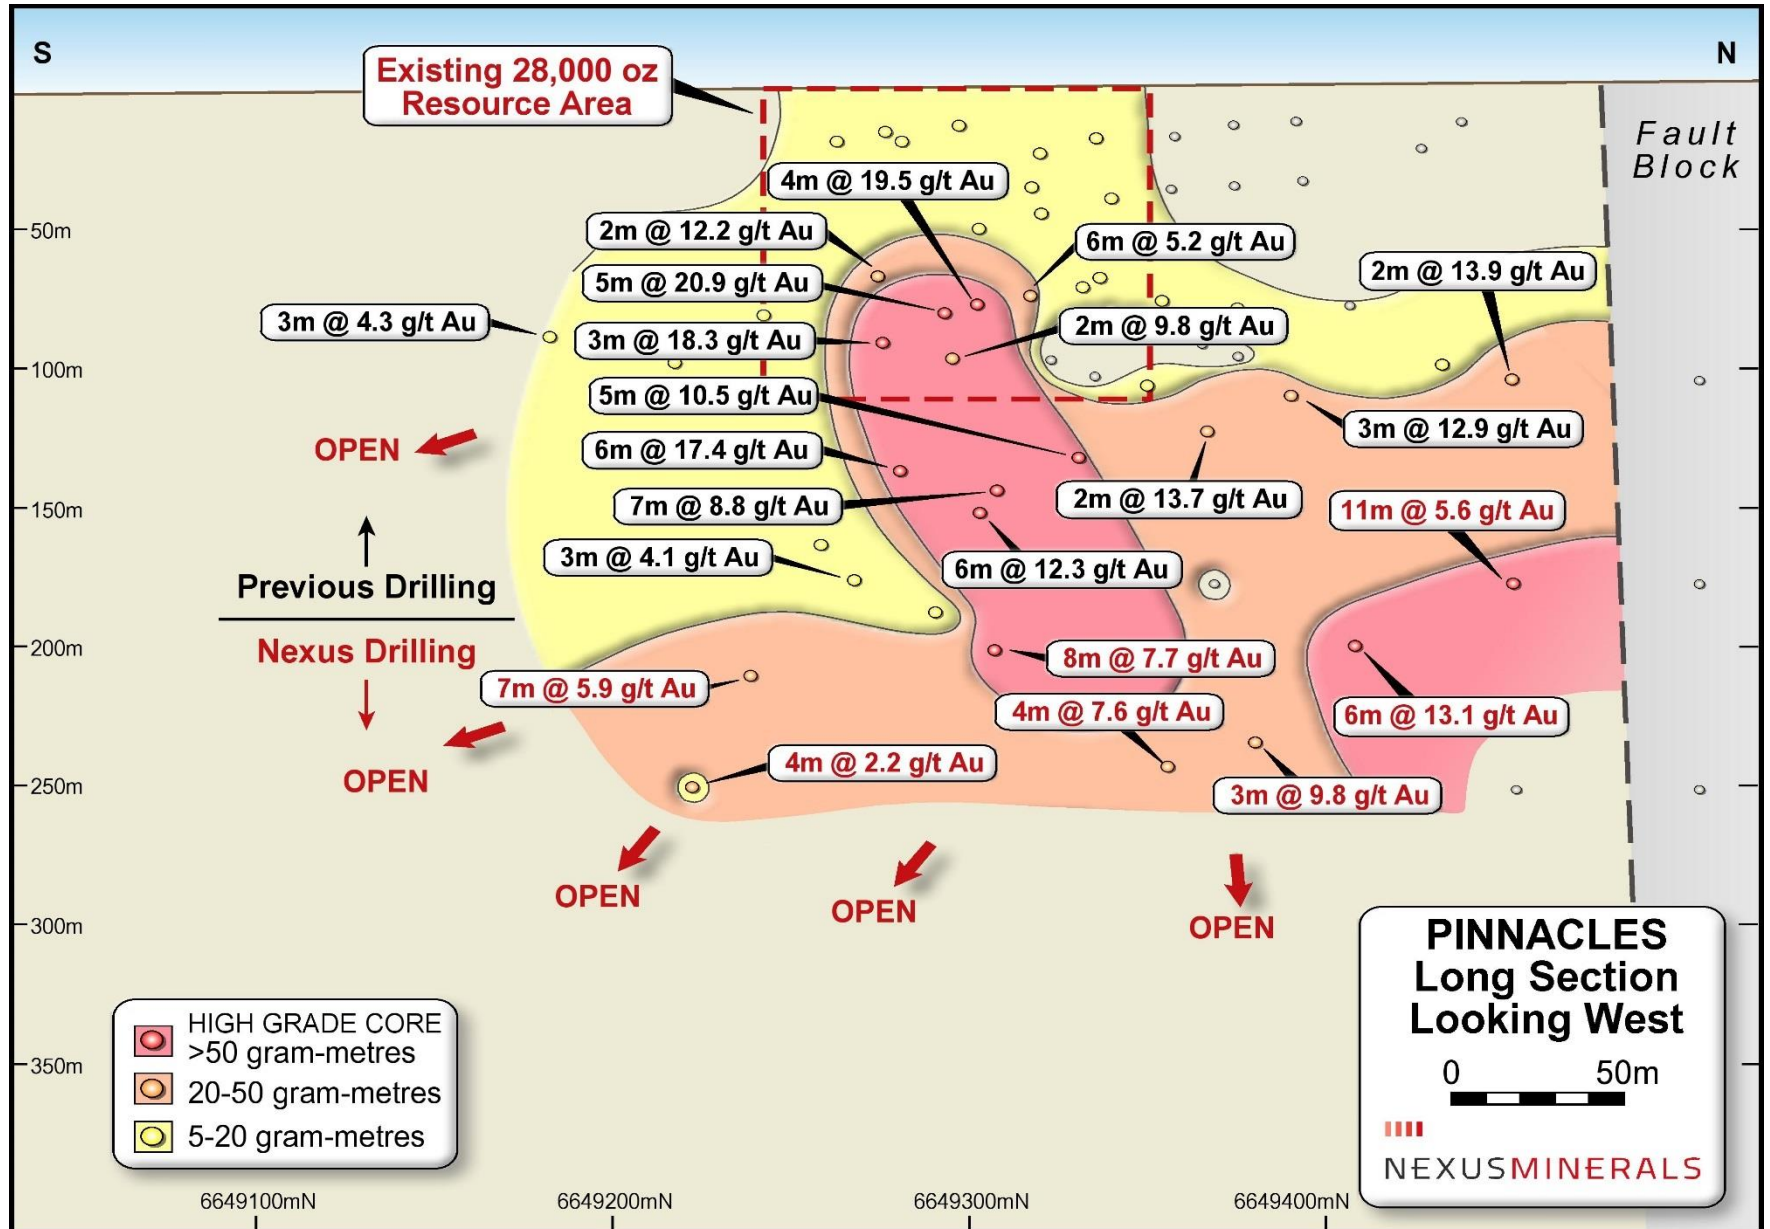 S
N
Existing 28,000 oz
Resource Area
Fault
Block
4m @ 19.5 g/t Au
50m
2m @ 12.2 g/t Au
6m @ 5.2 g/t Au
2m @ 13.9 g/t Au
5m @ 20.9 g/t Au
3m @ 4.3 g/t Au
2m @ 9.8 g/t Au
3m @ 18.3 g/t Au
100m
5m @ 10.5 g/t Au
3m @ 12.9 g/t Au
OPEN
6m @ 17.4 g/t Au
2m @ 13.7 g/t Au
150m
7m @ 8.8 g/t Au
11m @ 5.6 g/t Au
3m @ 4.1 g/t Au
6m @ 12.3 g/t Au
Previous Drilling
Nexus Drilling
200m
8m @ 7.7 g/t Au
7m @ 5.9 g/t Au
4m @ 7.6 g/t Au
6m @ 13.1 g/t Au
4m @ 2.2 g/t Au
OPEN
250m
3m @ 9.8 g/t Au
OPEN
OPEN
OPEN
300m
PINNACLES
Long Section
Looking West
0 50m
NEXUSMINERALS
HIGH GRADE CORE
>50 gram-metres
20-50 gram-metres
5-20 gram-metres
350m
6649100mN
6649200mN
6649300mN
6649400mN